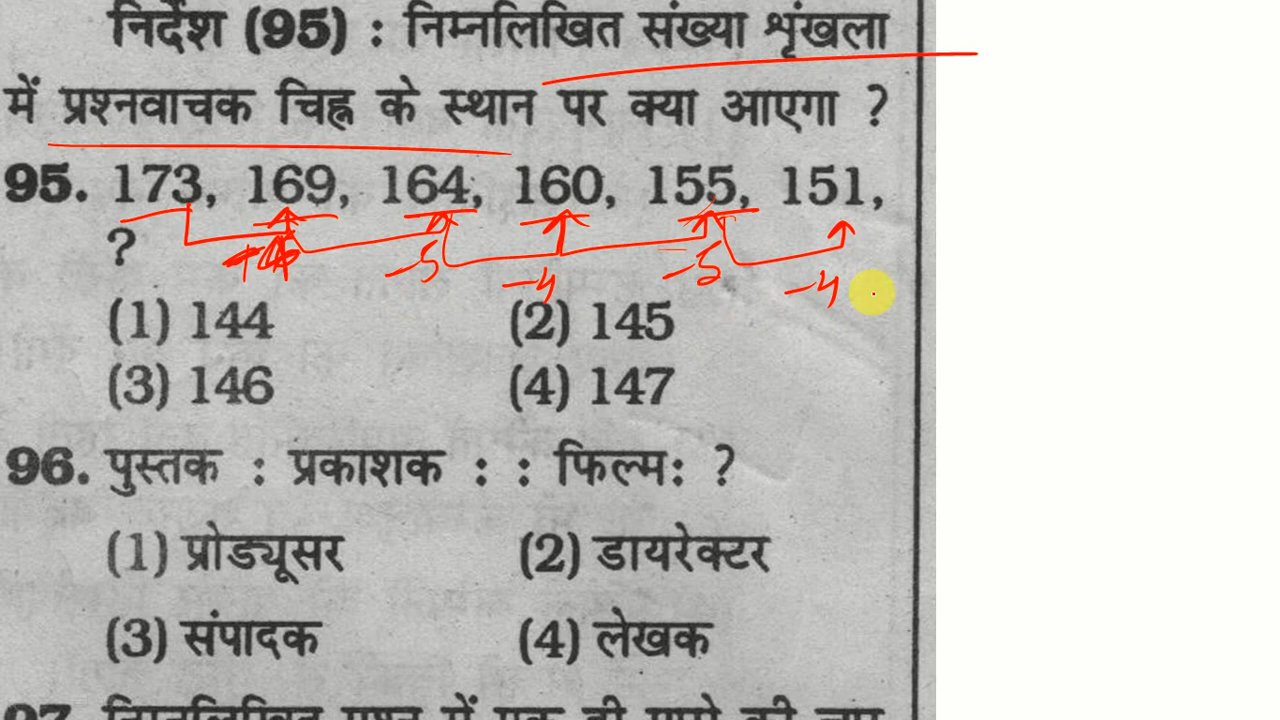 निर्देश (95) : निम्नलिखित संख्या शृंखला
में प्रश्नवाचक चिह्न के स्थान पर क्या आएगा ?
95. 173, 169, 164, 160, 155, 151,
?
-5 -4 -5 -4
(1) 144 (2) 145
(3) 146 (4) 147
96. पुस्तक : प्रकाशक : : फिल्म: ?
(1) प्रोड्यूसर (2) डायरेक्टर
(3) संपादक (4) लेखक